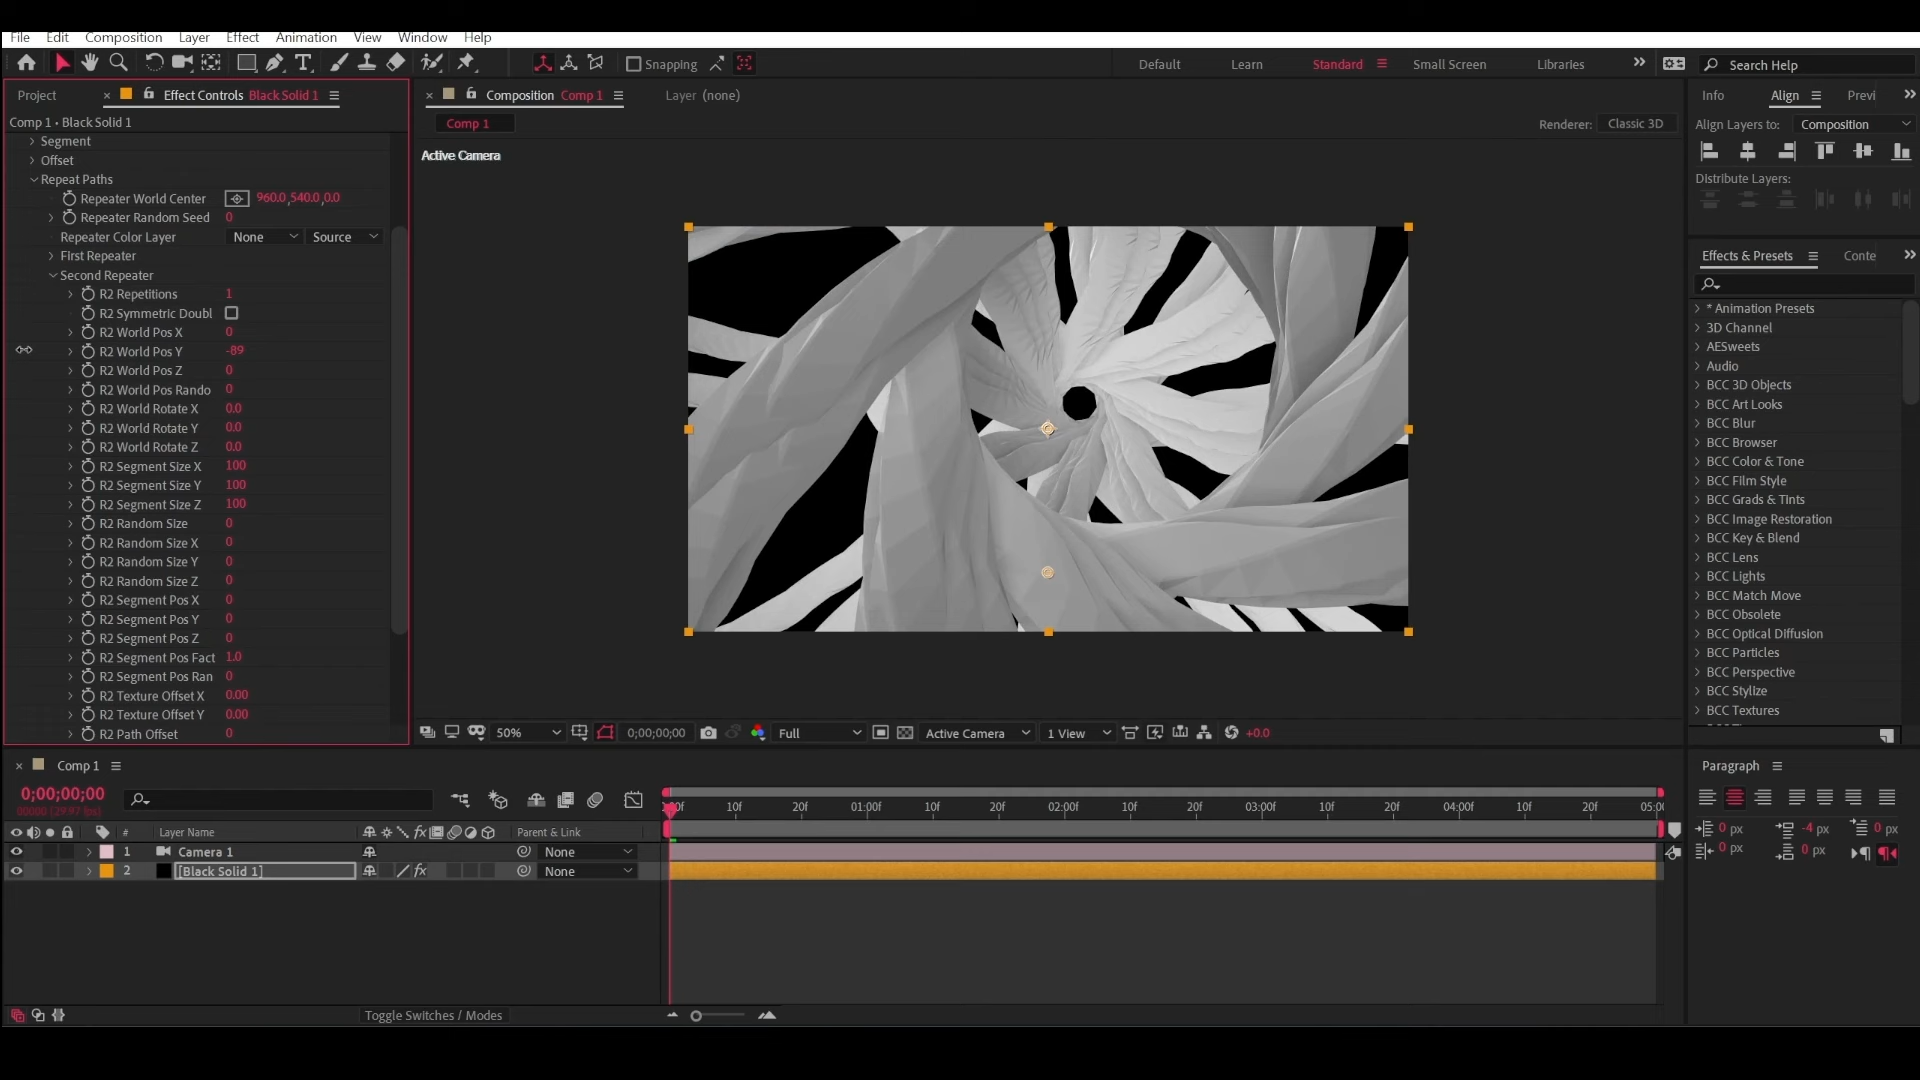 File Edit Composition Layer Effect Animation View Window Help
Snapping
Default Learn Standard Small Screen Libraries
Search Help
Project
Effect Controls Black Solid 1
Comp 1 • Black Solid 1
Segment
Offset
Repeat Paths
Repeater World Center 960.0,540.0,0.0
Repeater Random Seed 0
Repeater Color Layer None Source
First Repeater
Second Repeater
R2 Repetitions 1
R2 Symmetric Doubl
R2 World Pos X 0
R2 World Pos Y -89
R2 World Pos Z 0
R2 World Pos Rando 0
R2 World Rotate X 0.0
R2 World Rotate Y 0.0
R2 World Rotate Z 0.0
R2 Segment Size X 100
R2 Segment Size Y 100
R2 Segment Size Z 100
R2 Random Size 0
R2 Random Size X 0
R2 Random Size Y 0
R2 Random Size Z 0
R2 Segment Pos X 0
R2 Segment Pos Y 0
R2 Segment Pos Z 0
R2 Segment Pos Fact 1.0
R2 Segment Pos Ran 0
R2 Texture Offset X 0.00
R2 Texture Offset Y 0.00
R2 Path Offset 0
Composition Comp 1
Layer (none)
Comp 1
Renderer: Classic 3D
Active Camera
50% 0;00;00;00 Full Active Camera 1 View +0.0
Info Align Previ
Align Layers to: Composition
Distribute Layers:
Effects & Presets Conte
* Animation Presets
3D Channel
AESweets
Audio
BCC 3D Objects
BCC Art Looks
BCC Blur
BCC Browser
BCC Color & Tone
BCC Film Style
BCC Grads & Tints
BCC Image Restoration
BCC Key & Blend
BCC Lens
BCC Lights
BCC Match Move
BCC Obsolete
BCC Optical Diffusion
BCC Particles
BCC Perspective
BCC Stylize
BCC Textures
Comp 1
0;00;00;00
00000 (29.97 fps)
10f 20f 01:00f 10f 20f 02:00f 10f 20f 03:00f 10f 20f 04:00f 10f 20f 05:0
# Layer Name fx Parent & Link
1 Camera 1 None
2 [Black Solid 1] fx None
Toggle Switches / Modes
Paragraph
0 px -4 px 0 px
0 px 0 px